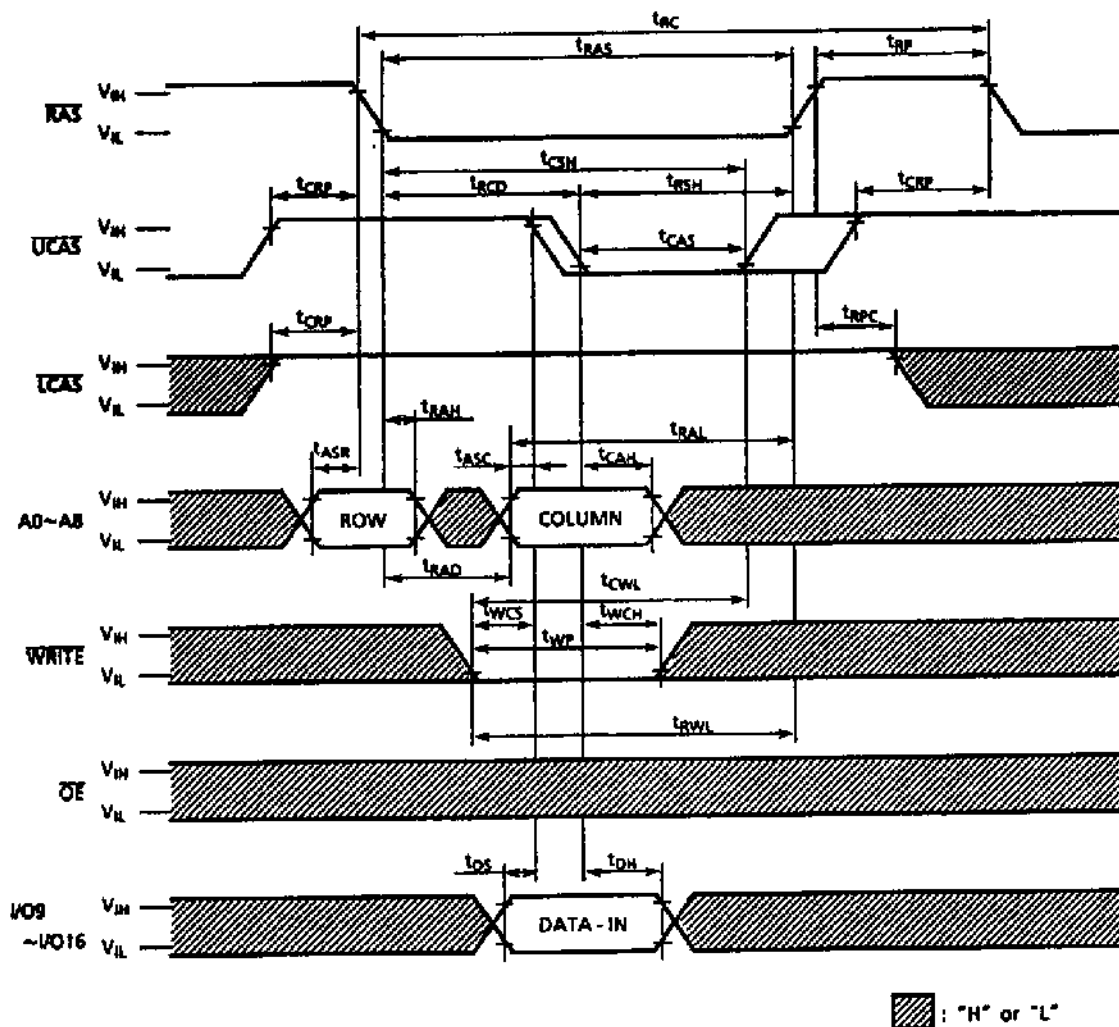 tRC
tRAS
tRP
RAS
VIH
VIL
tCSH
tCRP
tRCD
tRSH
tCRP
UCAS
VIH
VIL
tCAS
tCRP
tRPC
LCAS
VIH
VIL
tRAH
tRAL
tASR
tASC
tCAH
A0~A8
VIH
VIL
ROW
COLUMN
tRAD
tCWL
tWCS
tWCH
WRITE
VIH
VIL
tWP
tRWL
OE
VIH
VIL
tDS
tDH
I/O9
~I/O16
VIH
VIL
DATA-IN
: "H" or "L"